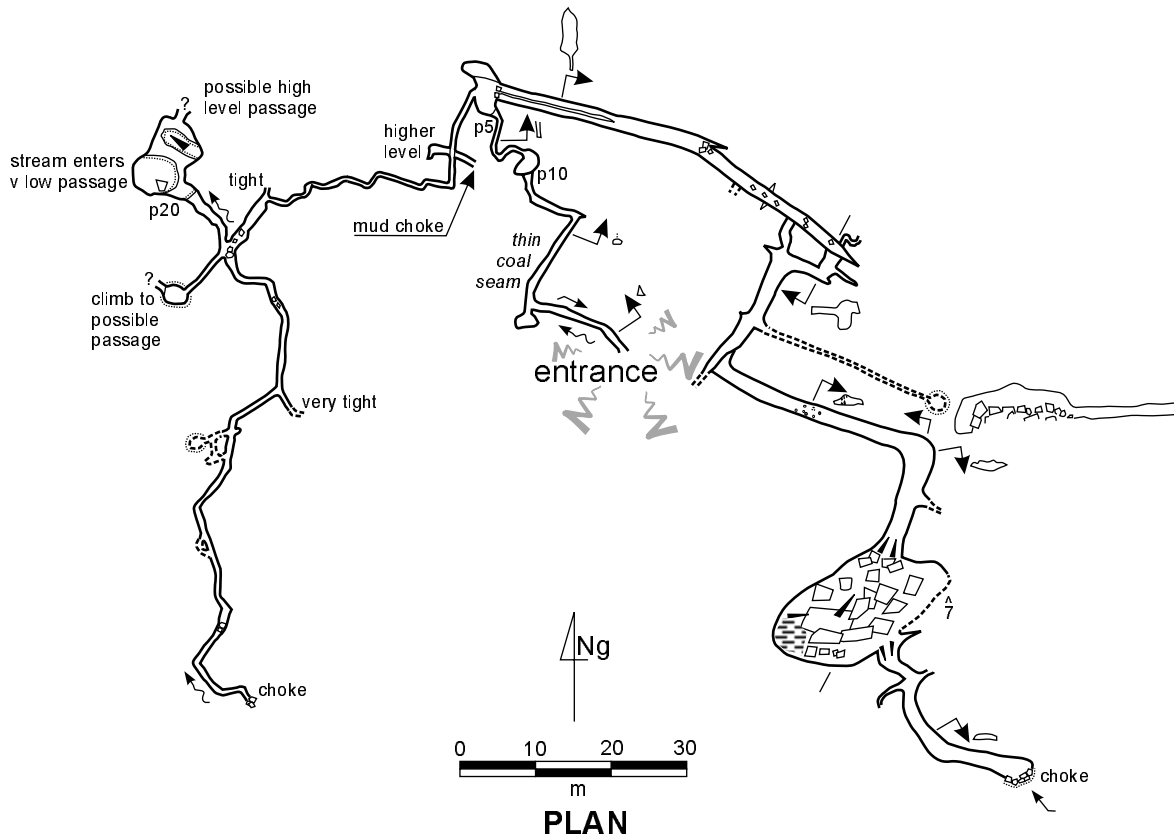 possible high
level passage
?
stream enters
v low passage
p20
tight
higher
level
p5
p10
mud choke
thin
coal
seam
?
climb to
possible
passage
entrance
very tight
7
choke
Ng
0 10 20 30
m
choke
PLAN